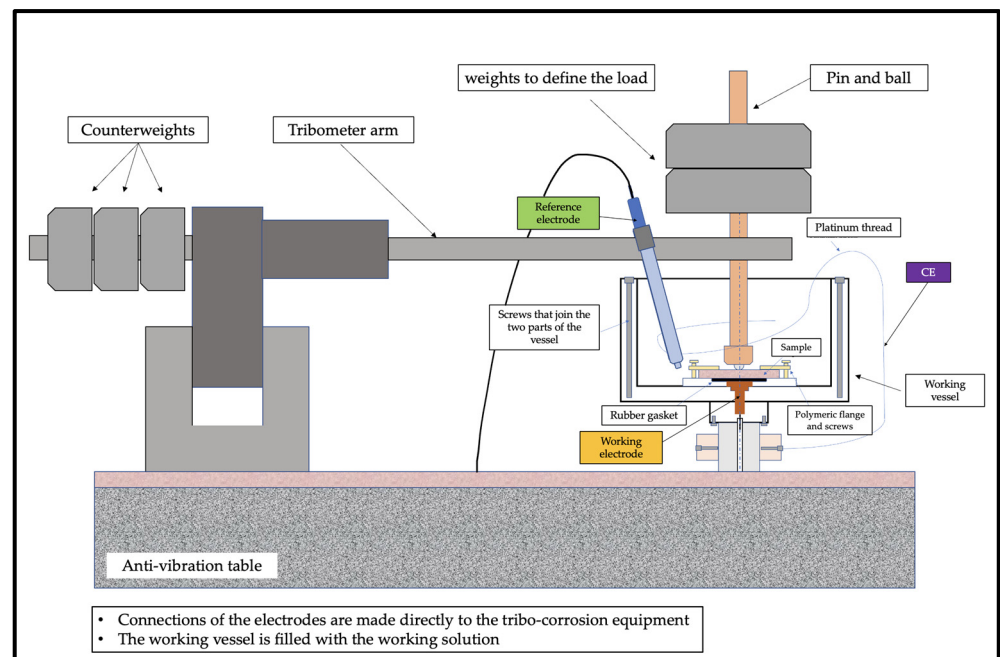 weights to define the load
Pin and ball
Counterweights
Tribometer arm
Reference
electrode
Platinum thread
CE
Screws that join the
two parts of the
vessel
Sample
Working
vessel
Rubber gasket
Polymeric flange
and screws
Working
electrode
Anti-vibration table
• Connections of the electrodes are made directly to the tribo-corrosion equipment
• The working vessel is filled with the working solution